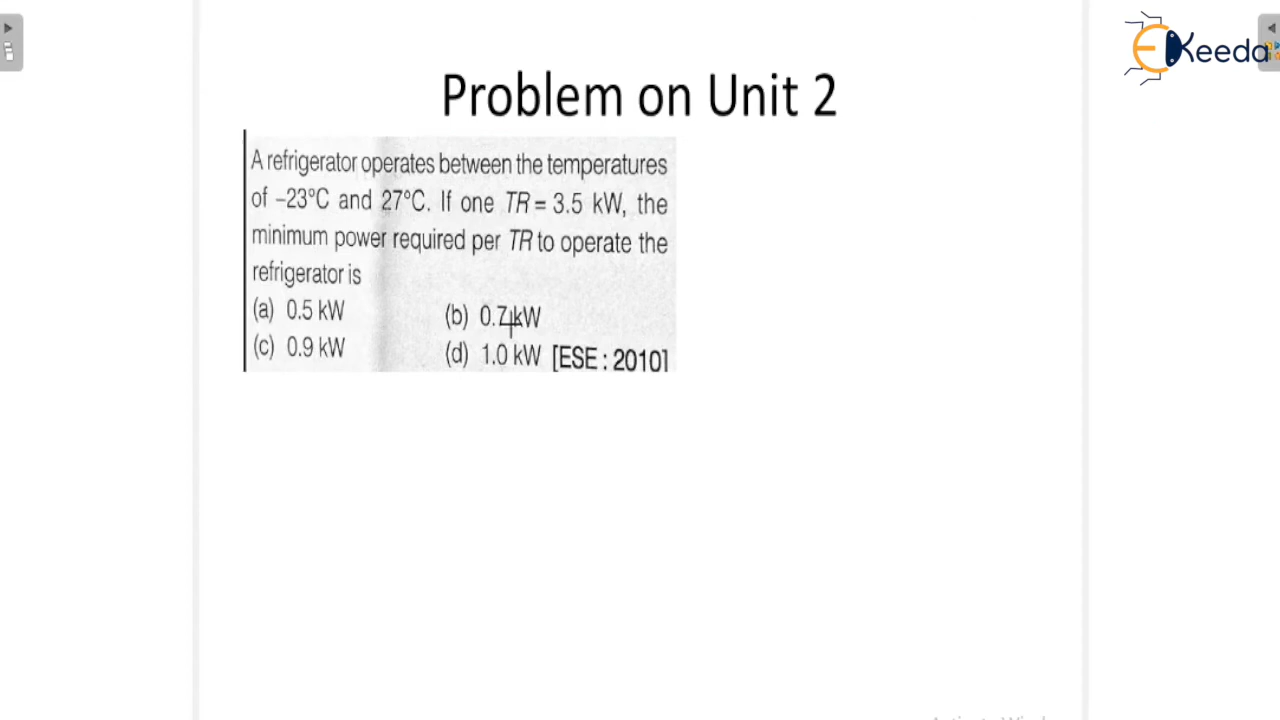 Keeda
Problem on Unit 2
A refrigerator operates between the temperatures
of –23°C and 27°C. If one TR = 3.5 kW, the
minimum power required per TR to operate the
refrigerator is
(a) 0.5 kW (b) 0.7 kW
(c) 0.9 kW (d) 1.0 kW [ESE : 2010]